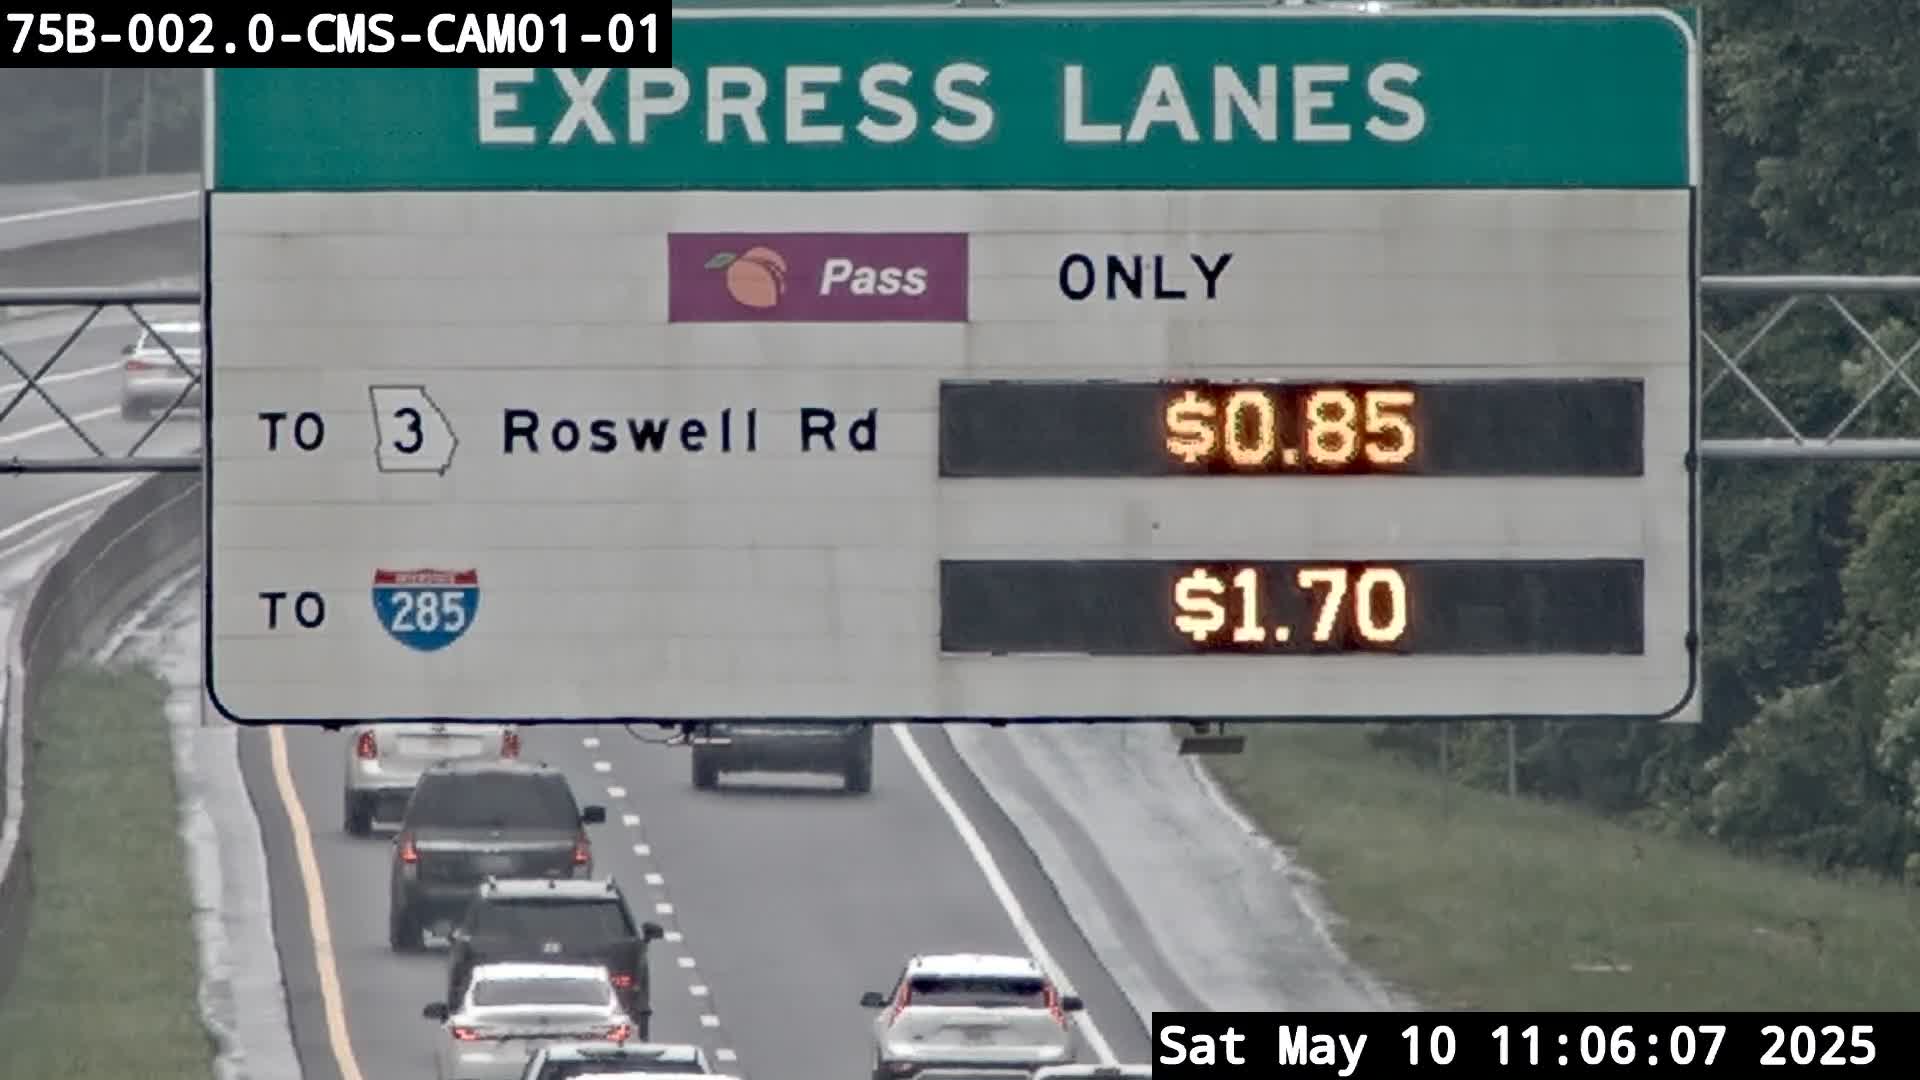 75B-002.0-CMS-CAM01-01
EXPRESS LANES
Pass ONLY
TO 3 Roswell Rd $0.85
TO INTERSTATE 285 $1.70
Sat May 10 11:06:07 2025